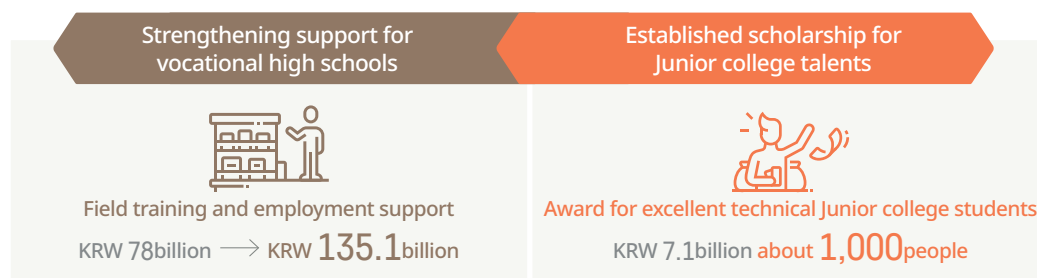 Strengthening support for
vocational high schools
Established scholarship for
Junior college talents
Field training and employment support
KRW 78billion → KRW 135.1billion
Award for excellent technical Junior college students
KRW 7.1billion about 1,000people